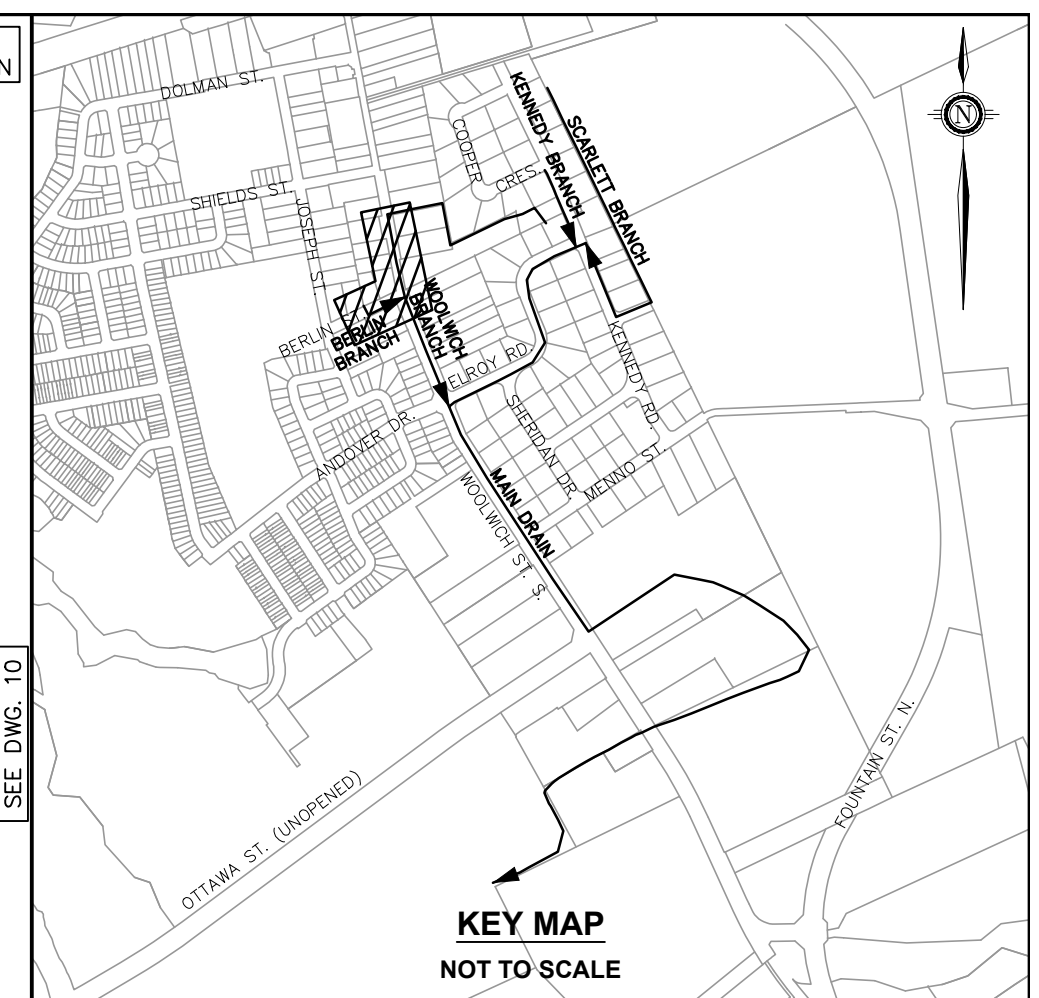 N
DOLMAN ST.
KENNEDY BRANCH
SCARLETT BRANCH
COOPER
CRES.
N
SHIELDS ST.
JOSEPH ST.
WOOLWICH
BRANCH
BERLIN
BERLIN
BRANCH
ELROY RD.
KENNEDY RD.
SHERIDAN DR.
ANDOVER DR.
MENNO ST.
MAIN DRAIN
WOOLWICH ST. S.
SEE DWG. 10
FOUNTAIN ST. N.
OTTAWA ST. (UNOPENED)
KEY MAP
NOT TO SCALE